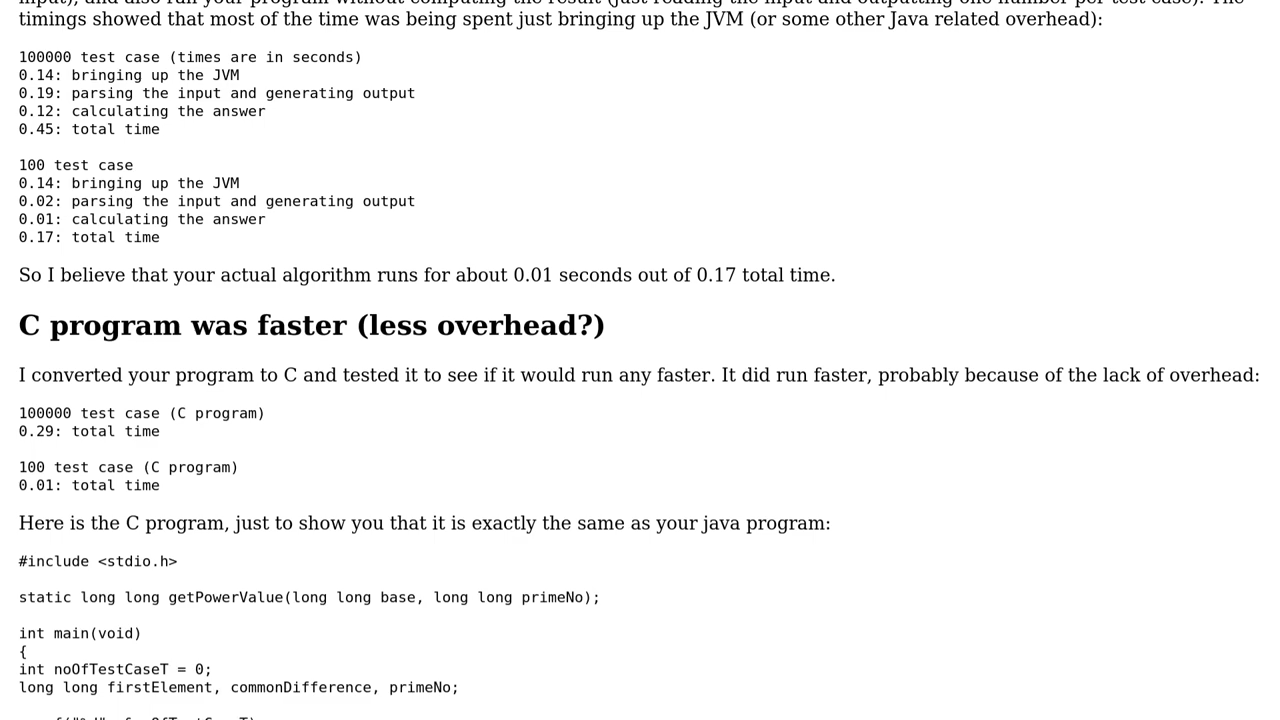 timings showed that most of the time was being spent just bringing up the JVM (or some other Java related overhead):
100000 test case (times are in seconds)
0.14: bringing up the JVM
0.19: parsing the input and generating output
0.12: calculating the answer
0.45: total time
100 test case
0.14: bringing up the JVM
0.02: parsing the input and generating output
0.01: calculating the answer
0.17: total time
So I believe that your actual algorithm runs for about 0.01 seconds out of 0.17 total time.
C program was faster (less overhead?)
I converted your program to C and tested it to see if it would run any faster. It did run faster, probably because of the lack of overhead:
100000 test case (C program)
0.29: total time
100 test case (C program)
0.01: total time
Here is the C program, just to show you that it is exactly the same as your java program:
#include <stdio.h>
static long long getPowerValue(long long base, long long primeNo);
int main(void)
{
int noOfTestCaseT = 0;
long long firstElement, commonDifference, primeNo;